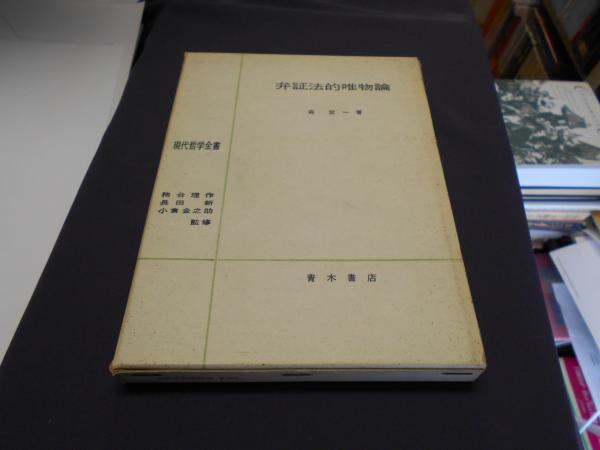 弁証法的唯物論
森 宏一 著
現代哲学全書
務台理作
長田 新
小倉金之助
監修
青木書店